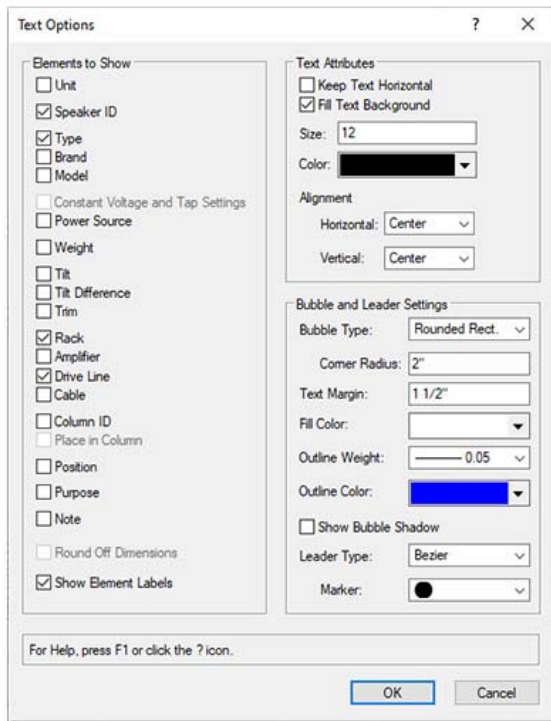 Text Options
?
Elements to Show
Unit
Speaker ID
Type
Brand
Model
Constant Voltage and Tap Settings
Power Source
Weight
Tilt
Tilt Difference
Trim
Rack
Amplifier
Drive Line
Cable
Column ID
Place in Column
Position
Purpose
Note
Round Off Dimensions
Show Element Labels
Text Attributes
Keep Text Horizontal
Fill Text Background
Size: 12
Color:
Alignment
Horizontal: Center
Vertical: Center
Bubble and Leader Settings
Bubble Type: Rounded Rect.
Corner Radius: 2"
Text Margin: 1 1/2"
Fill Color:
Outline Weight: 0.05
Outline Color:
Show Bubble Shadow
Leader Type: Bezier
Marker:
For Help, press F1 or click the ? icon.
OK Cancel